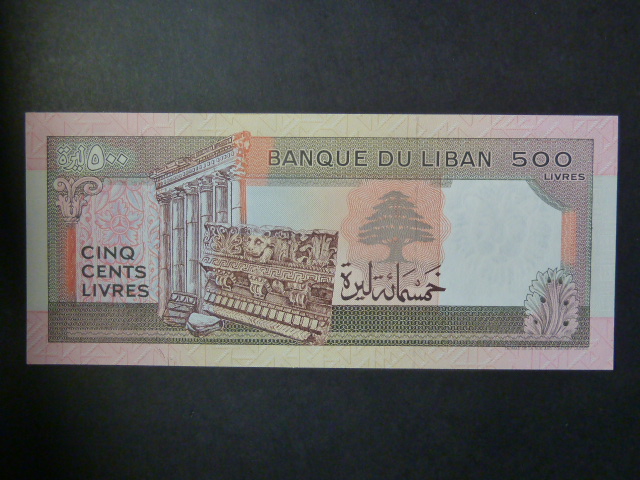 ٥٠٠ ليرة
BANQUE DU LIBAN 500
LIVRES
CINQ
CENTS
LIVRES
خمسمائة ليرة